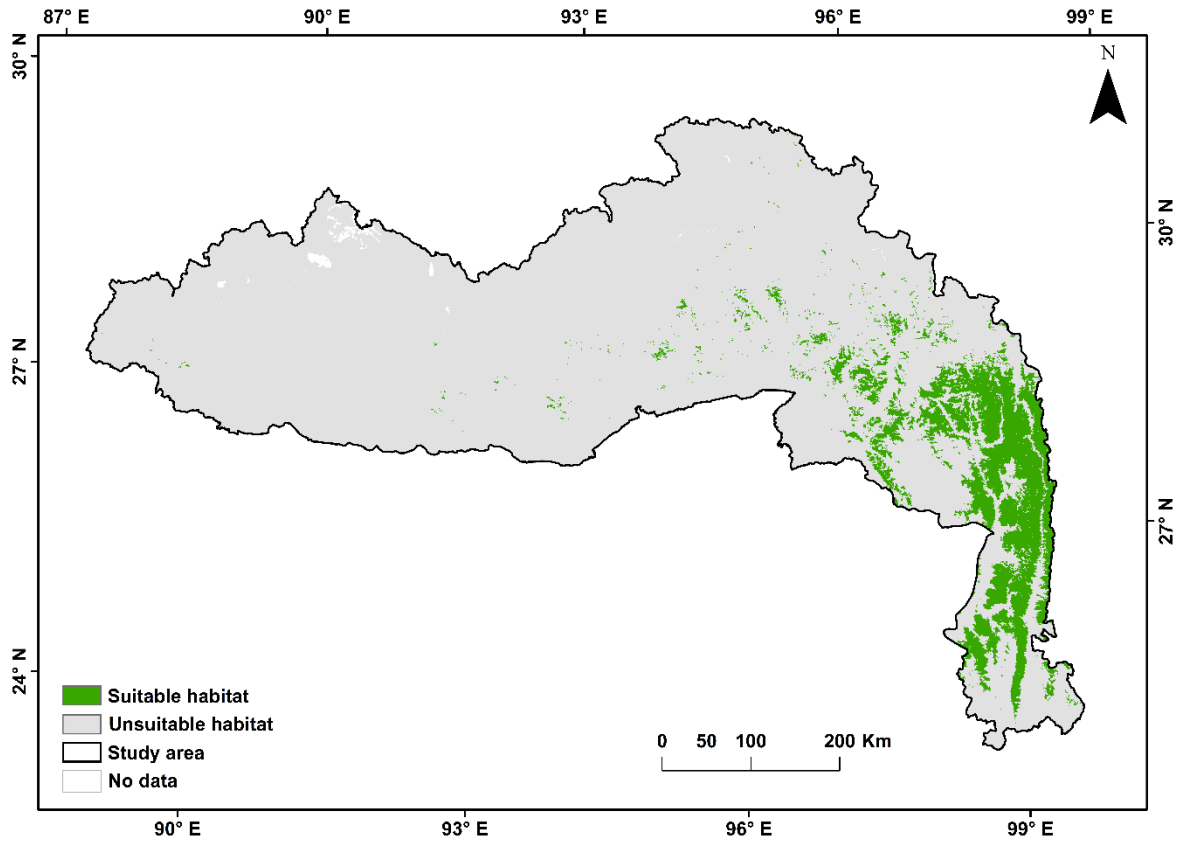 87° E 90° E 93° E 96° E 99° E
30° N
N
30° N
27° N
27° N
24° N
Suitable habitat
Unsuitable habitat
Study area
No data
0 50 100 200 Km
90° E 93° E 96° E 99° E